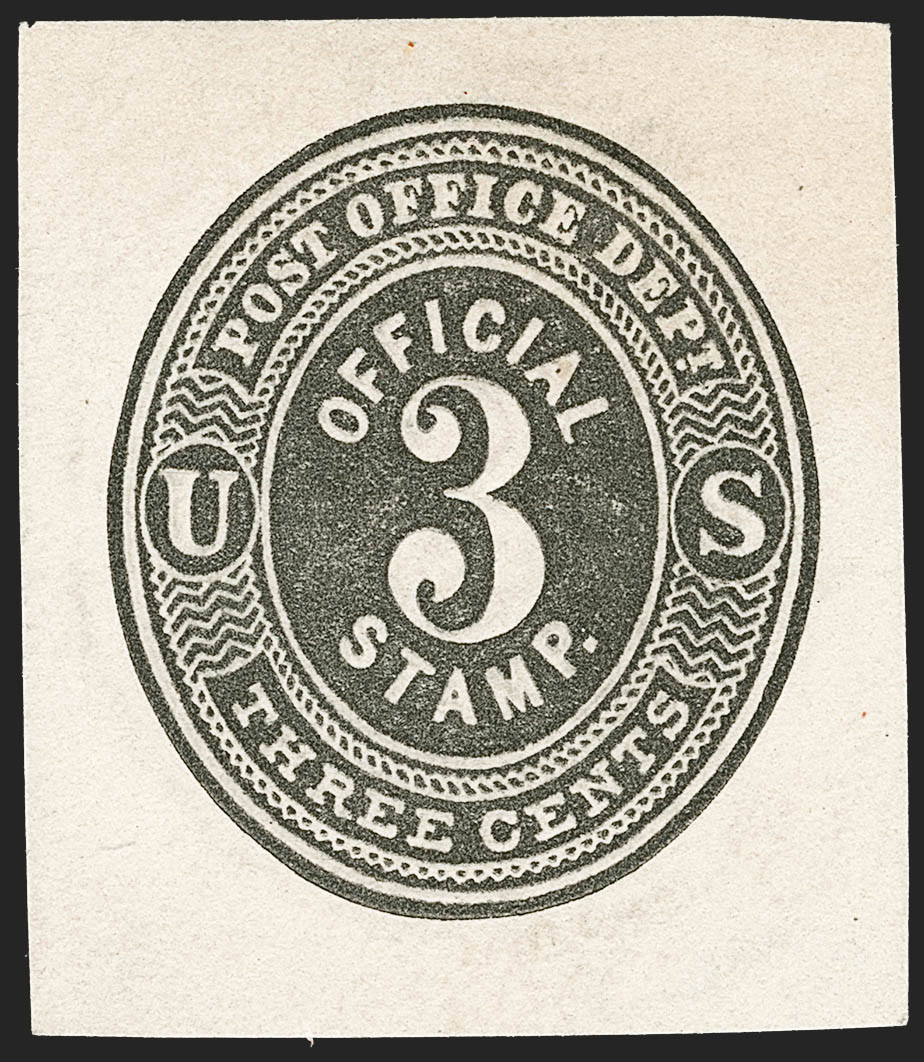 POST OFFICE DEPT.
OFFICIAL
3
U S
STAMP.
THREE CENTS